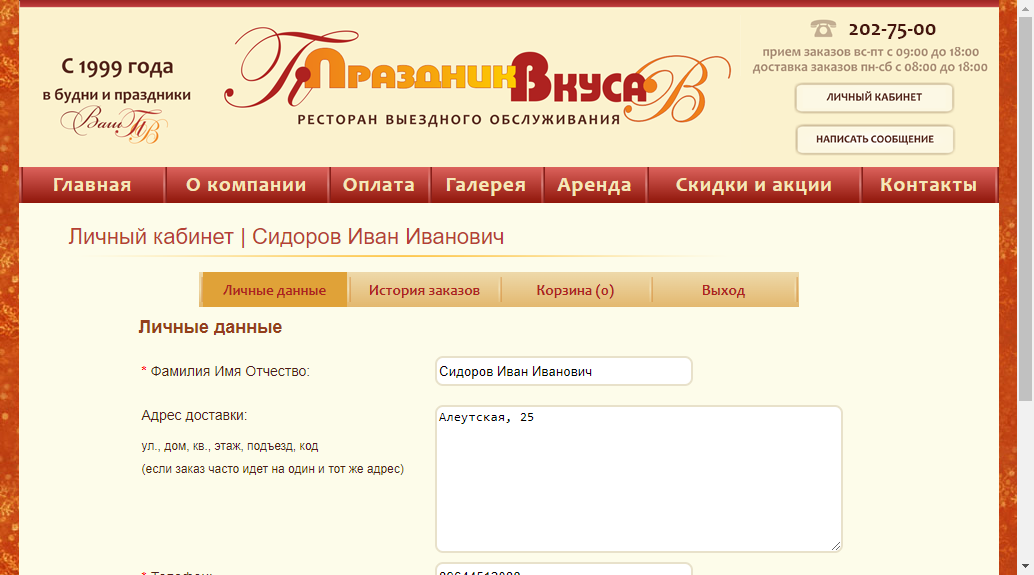 С 1999 года
в будни и праздники
Ваш ПВ
ПраздникВкуса
РЕСТОРАН ВЫЕЗДНОГО ОБСЛУЖИВАНИЯ
202-75-00
прием заказов вс-пт с 09:00 до 18:00
доставка заказов пн-сб с 08:00 до 18:00
ЛИЧНЫЙ КАБИНЕТ
НАПИСАТЬ СООБЩЕНИЕ
Главная О компании Оплата Галерея Аренда Скидки и акции Контакты
Личный кабинет | Сидоров Иван Иванович
Личные данные История заказов Корзина (0) Выход
Личные данные
* Фамилия Имя Отчество: Сидоров Иван Иванович
Адрес доставки: Алеутская, 25
ул., дом, кв., этаж, подъезд, код
(если заказ часто идет на один и тот же адрес)
* Телефон: